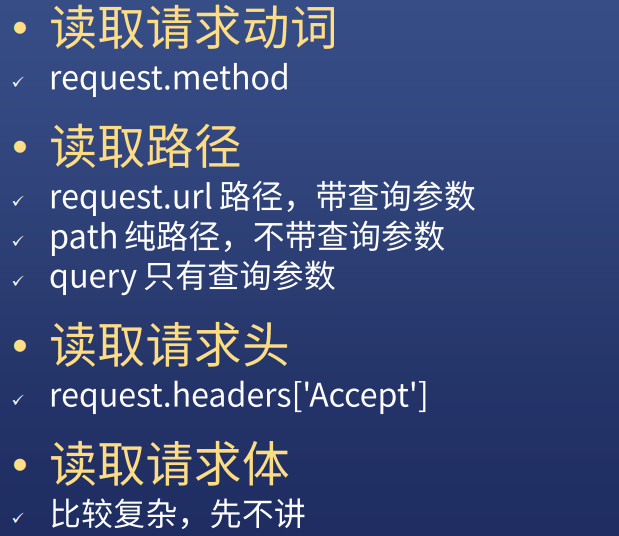 • 读取请求动词
✓ request.method
• 读取路径
✓ request.url 路径，带查询参数
✓ path 纯路径，不带查询参数
✓ query 只有查询参数
• 读取请求头
✓ request.headers['Accept']
• 读取请求体
✓ 比较复杂，先不讲